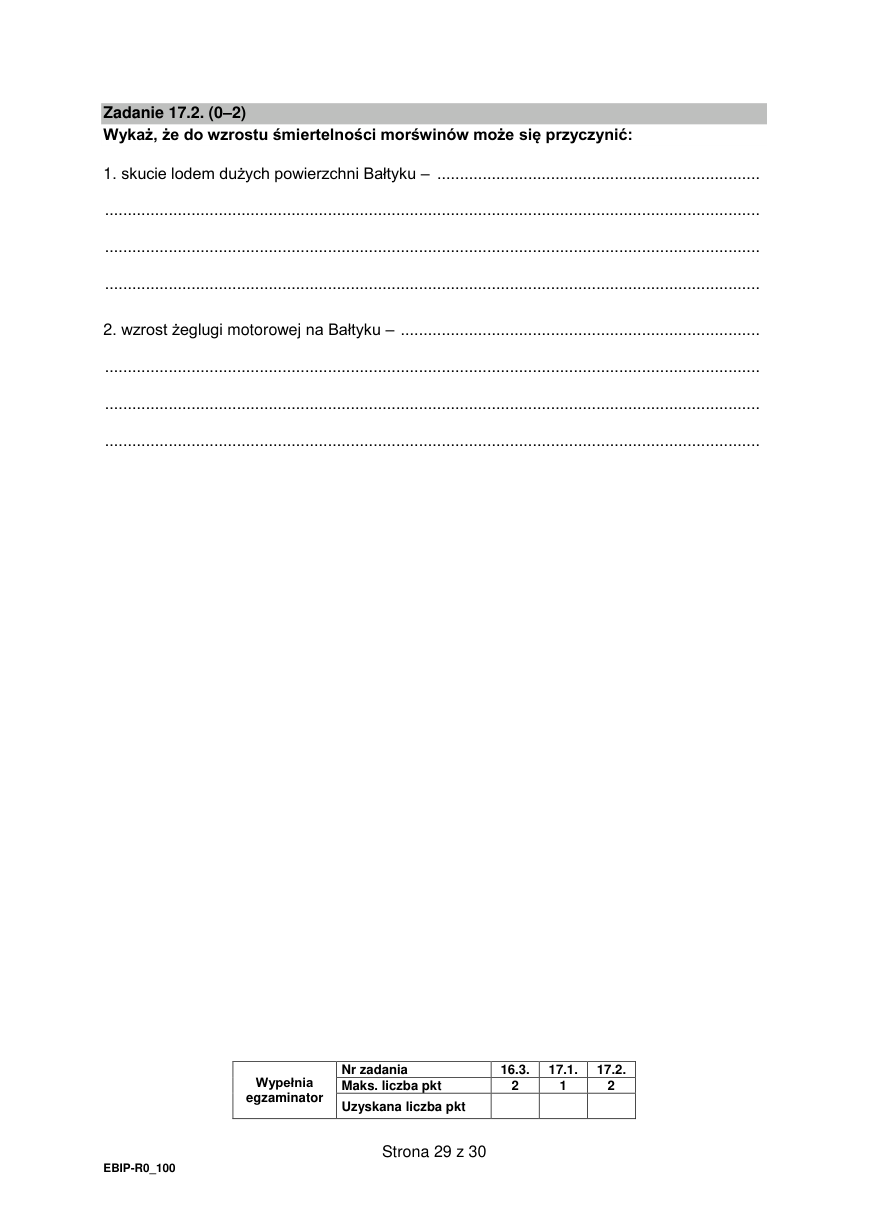 Zadanie 17.2. (0–2)
Wykaż, że do wzrostu śmiertelności morświnów może się przyczynić:
1. skucie lodem dużych powierzchni Bałtyku – ........................................................................
..................................................................................................................................................
..................................................................................................................................................
..................................................................................................................................................
2. wzrost żeglugi motorowej na Bałtyku – ................................................................................
..................................................................................................................................................
..................................................................................................................................................
..................................................................................................................................................
Wypełnia egzaminator
Nr zadania 16.3. 17.1. 17.2.
Maks. liczba pkt 2 1 2
Uzyskana liczba pkt
Strona 29 z 30
EBIP-R0_100